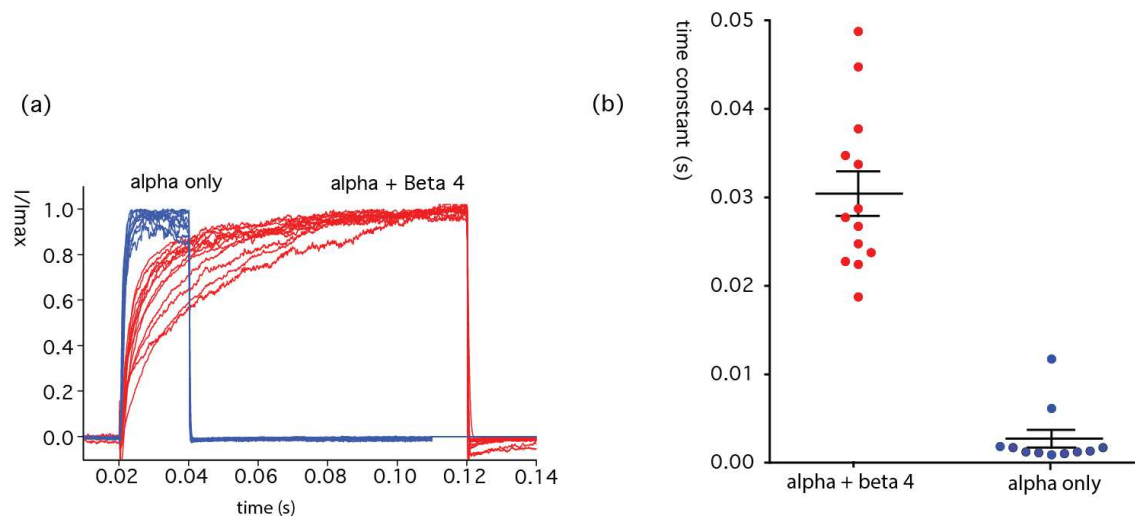 (a)
alpha only
alpha + Beta 4
I/Imax
1.0
0.8
0.6
0.4
0.2
0.0
0.02
0.04
0.06
0.08
0.10
0.12
0.14
time (s)
(b)
time constant (s)
0.05
0.04
0.03
0.02
0.01
0.00
alpha + beta 4
alpha only